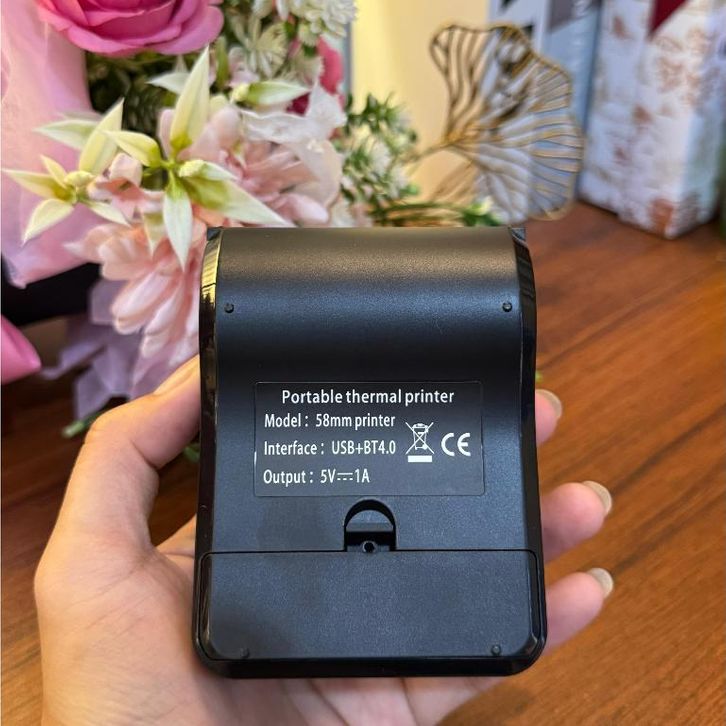 Portable thermal printer
Model： 58mm printer
Interface： USB+BT4.0
Output： 5V⎓1A
CE